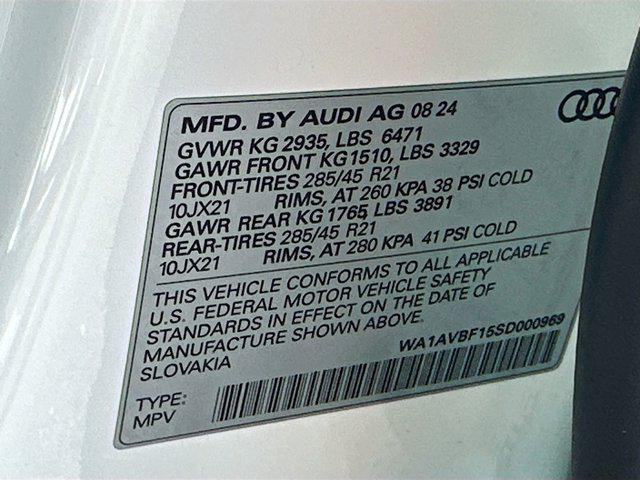 MFD. BY AUDI AG 08 24
GVWR KG 2935, LBS 6471
GAWR FRONT KG 1510, LBS 3329
FRONT-TIRES 285/45 R21
10JX21 RIMS, AT 260 KPA 38 PSI COLD
GAWR REAR KG 1765, LBS 3891
REAR-TIRES 285/45 R21
10JX21 RIMS, AT 280 KPA 41 PSI COLD
THIS VEHICLE CONFORMS TO ALL APPLICABLE
U.S. FEDERAL MOTOR VEHICLE SAFETY
STANDARDS IN EFFECT ON THE DATE OF
MANUFACTURE SHOWN ABOVE.
SLOVAKIA
WA1AVBF15SD000969
TYPE:
MPV